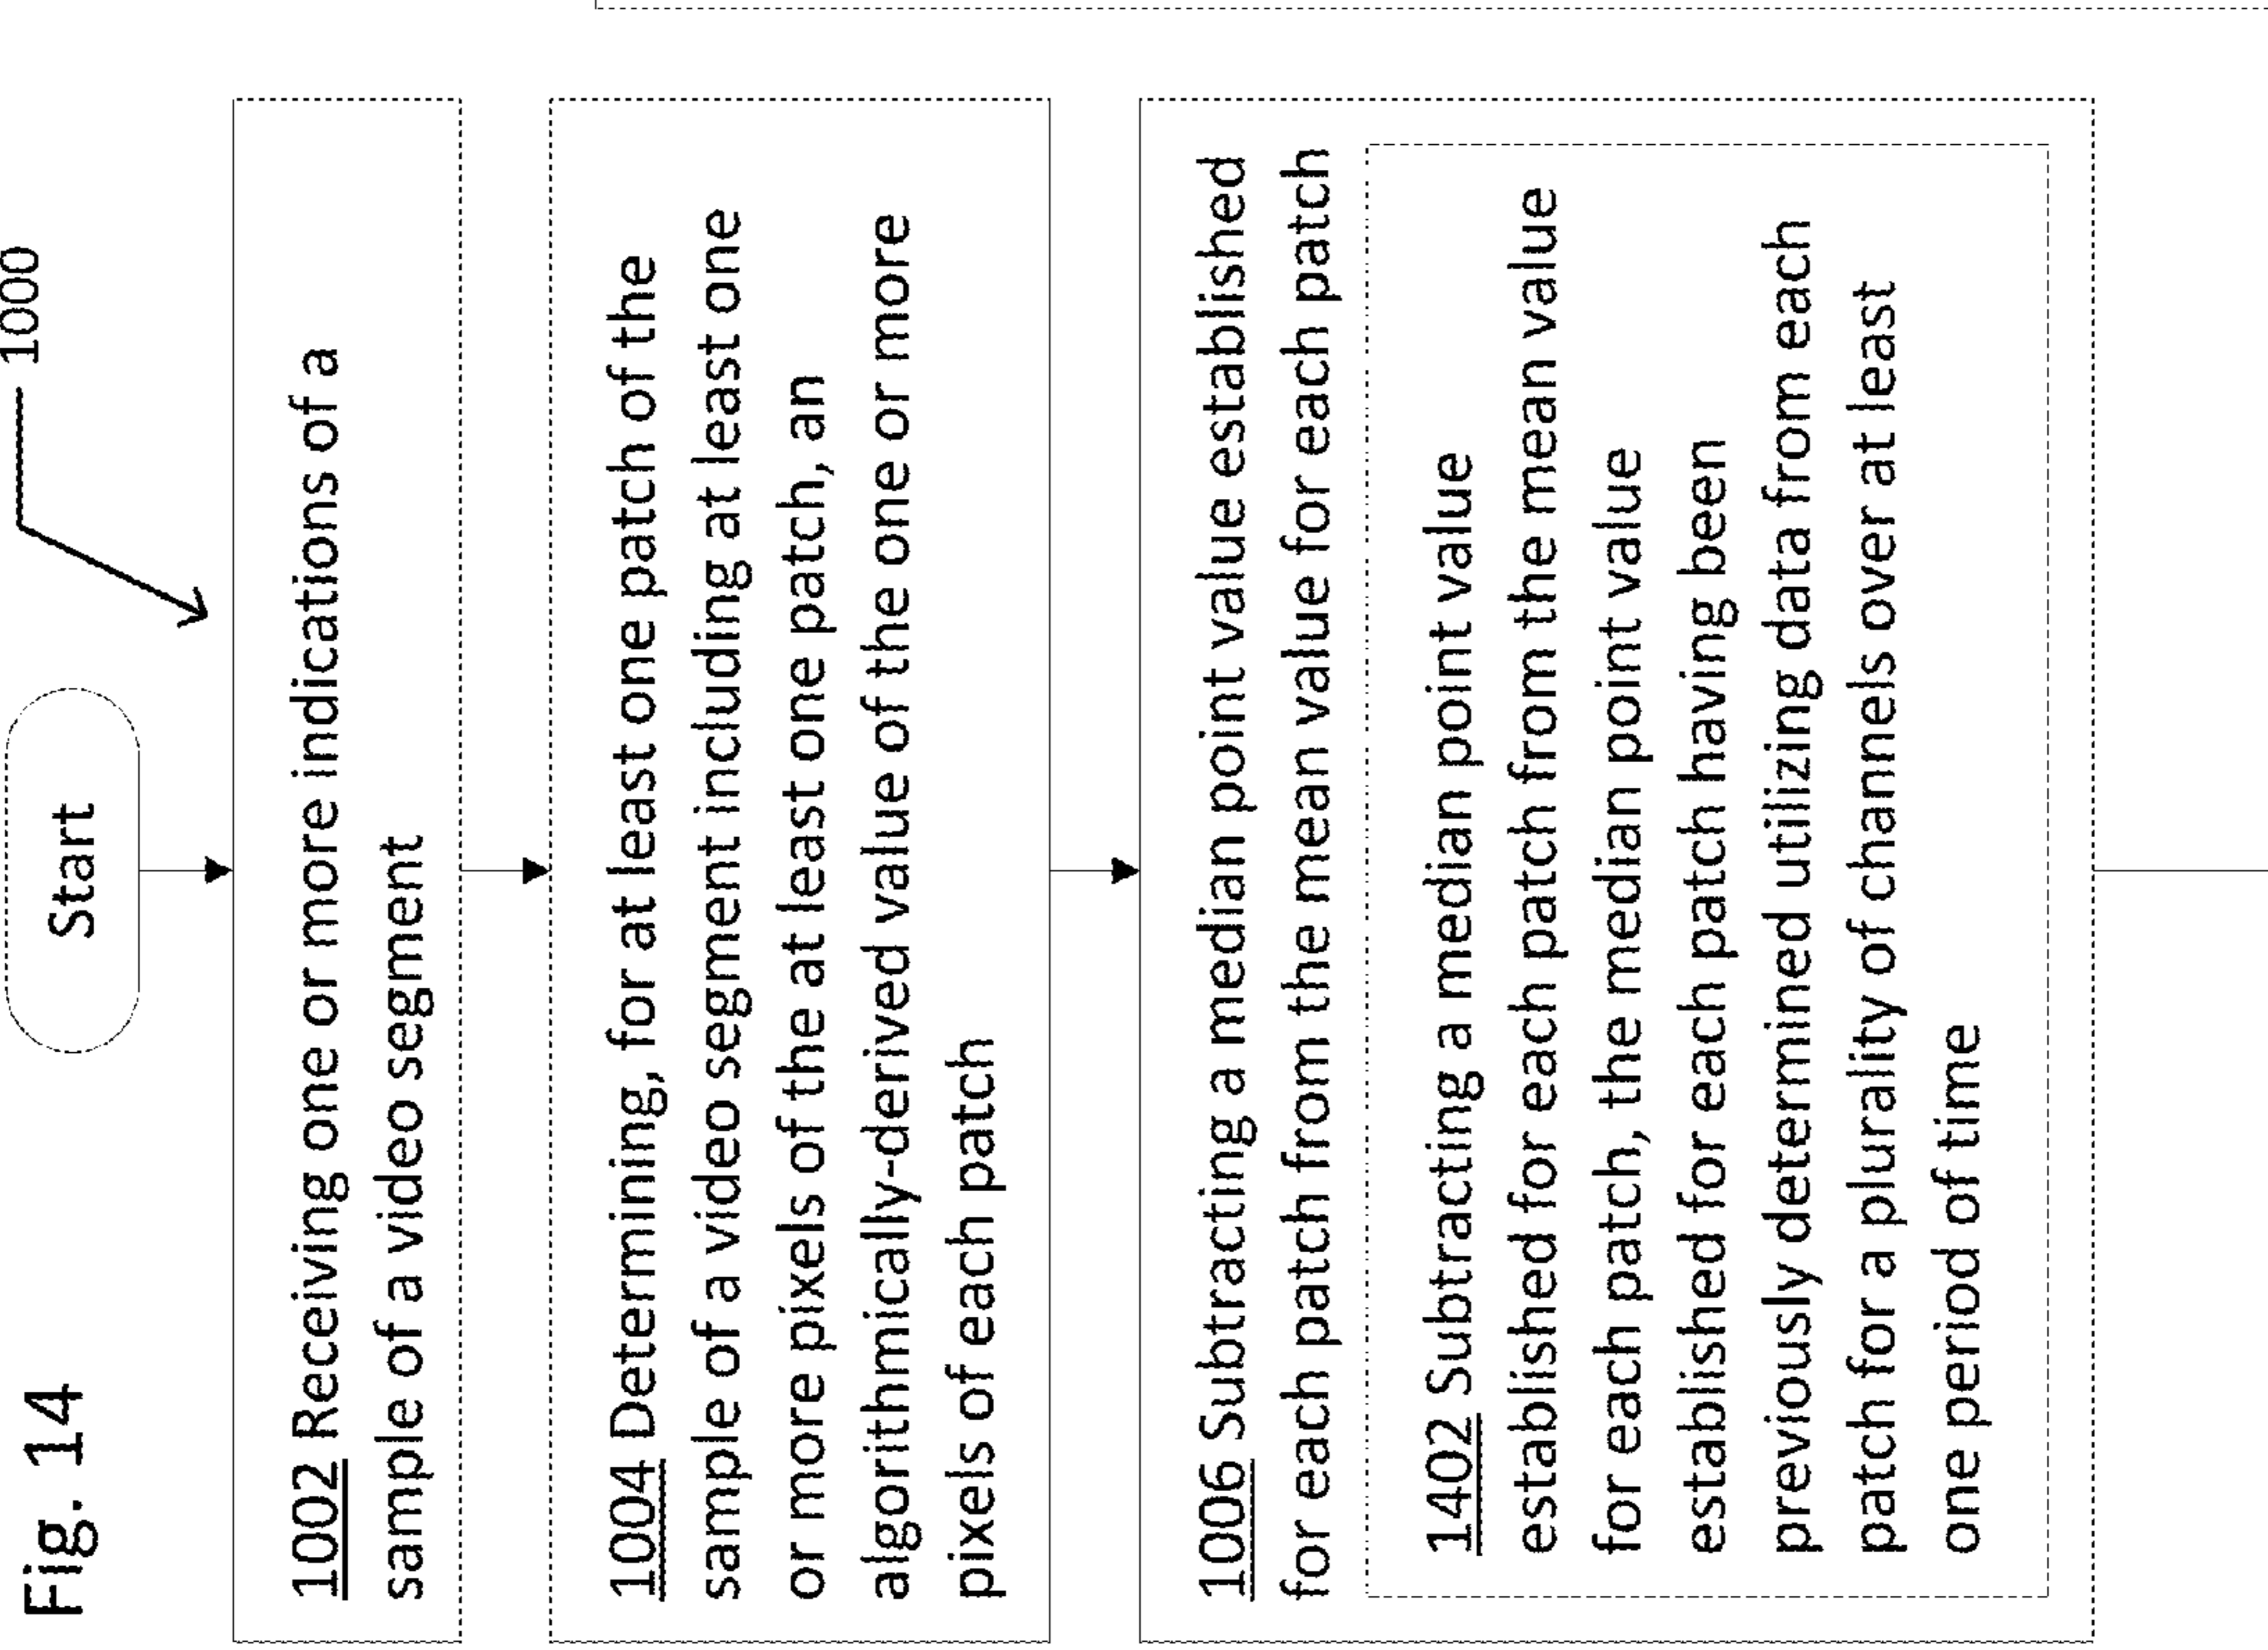 Fig. 14
1000
Start
1002 Receiving one or more indications of a
sample of a video segment
1004 Determining, for at least one patch of the
sample of a video segment including at least one
or more pixels of the at least one patch, an
algorithmically-derived value of the one or more
pixels of each patch
1006 Subtracting a median point value established
for each patch from the mean value for each patch
1402 Subtracting a median point value
established for each patch from the mean value
for each patch, the median point value
established for each patch having been
previously determined utilizing data from each
patch for a plurality of channels over at least
one period of time